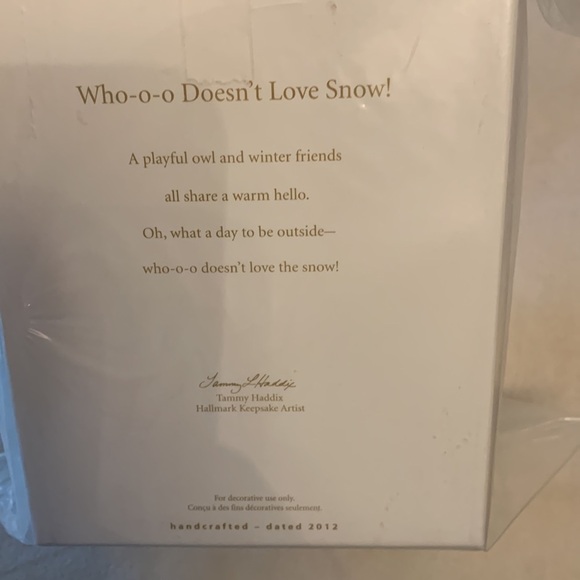 Who-o-o Doesn't Love Snow!
A playful owl and winter friends
all share a warm hello.
Oh, what a day to be outside—
who-o-o doesn't love the snow!
Tammy L Haddix
Tammy Haddix
Hallmark Keepsake Artist
For decorative use only.
Conçu à des fins décoratives seulement.
handcrafted – dated 2012